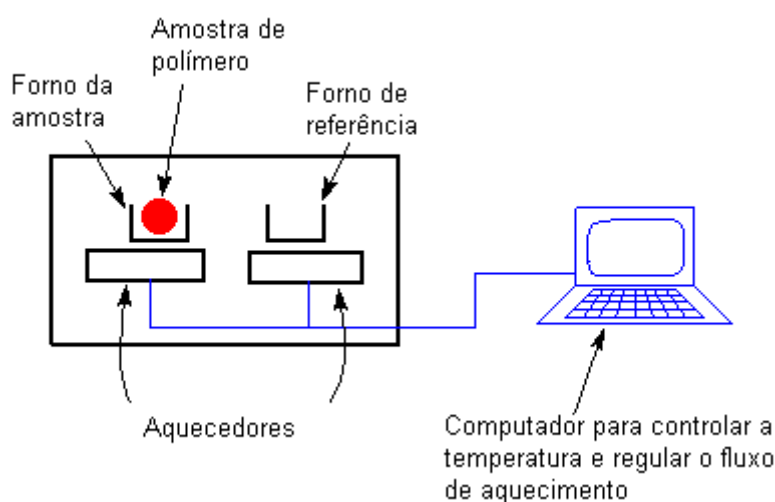 Amostra de
polímero
Forno da
amostra
Forno de
referência
Aquecedores
Computador para controlar a
temperatura e regular o fluxo
de aquecimento